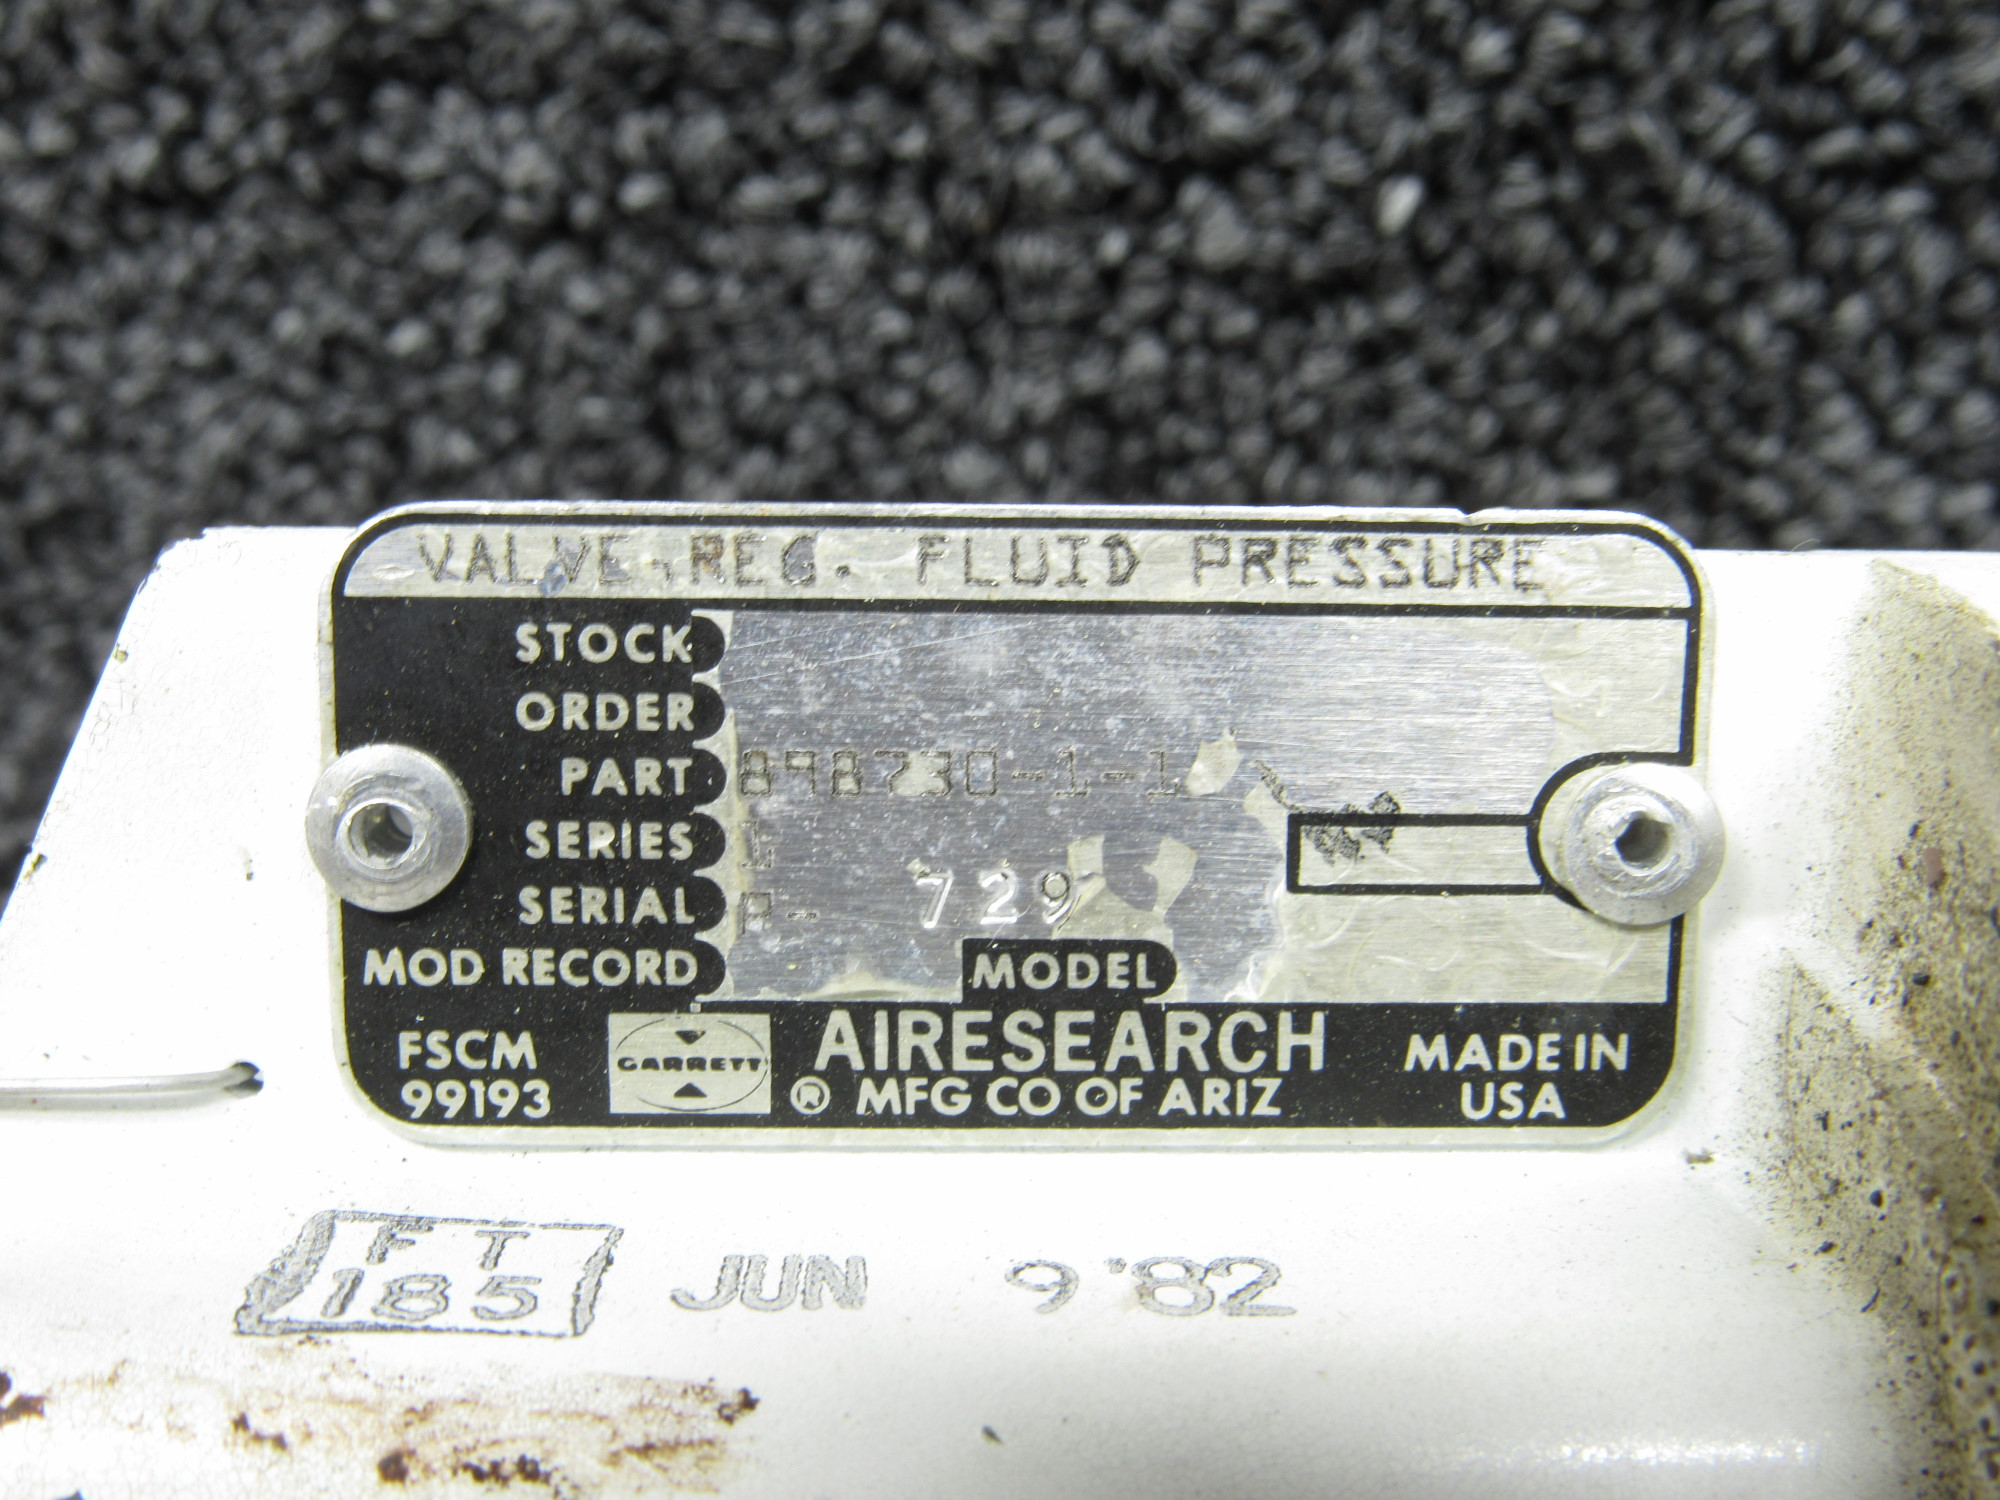 VALVE,REG. FLUID PRESSURE
STOCK
ORDER
PART 898730-1-1
SERIES 1
SERIAL P- 729
MOD RECORD
MODEL
FSCM
99193
GARRETT
AIRESEARCH
® MFG CO OF ARIZ
MADE IN
USA
FT
185
JUN 9 '82